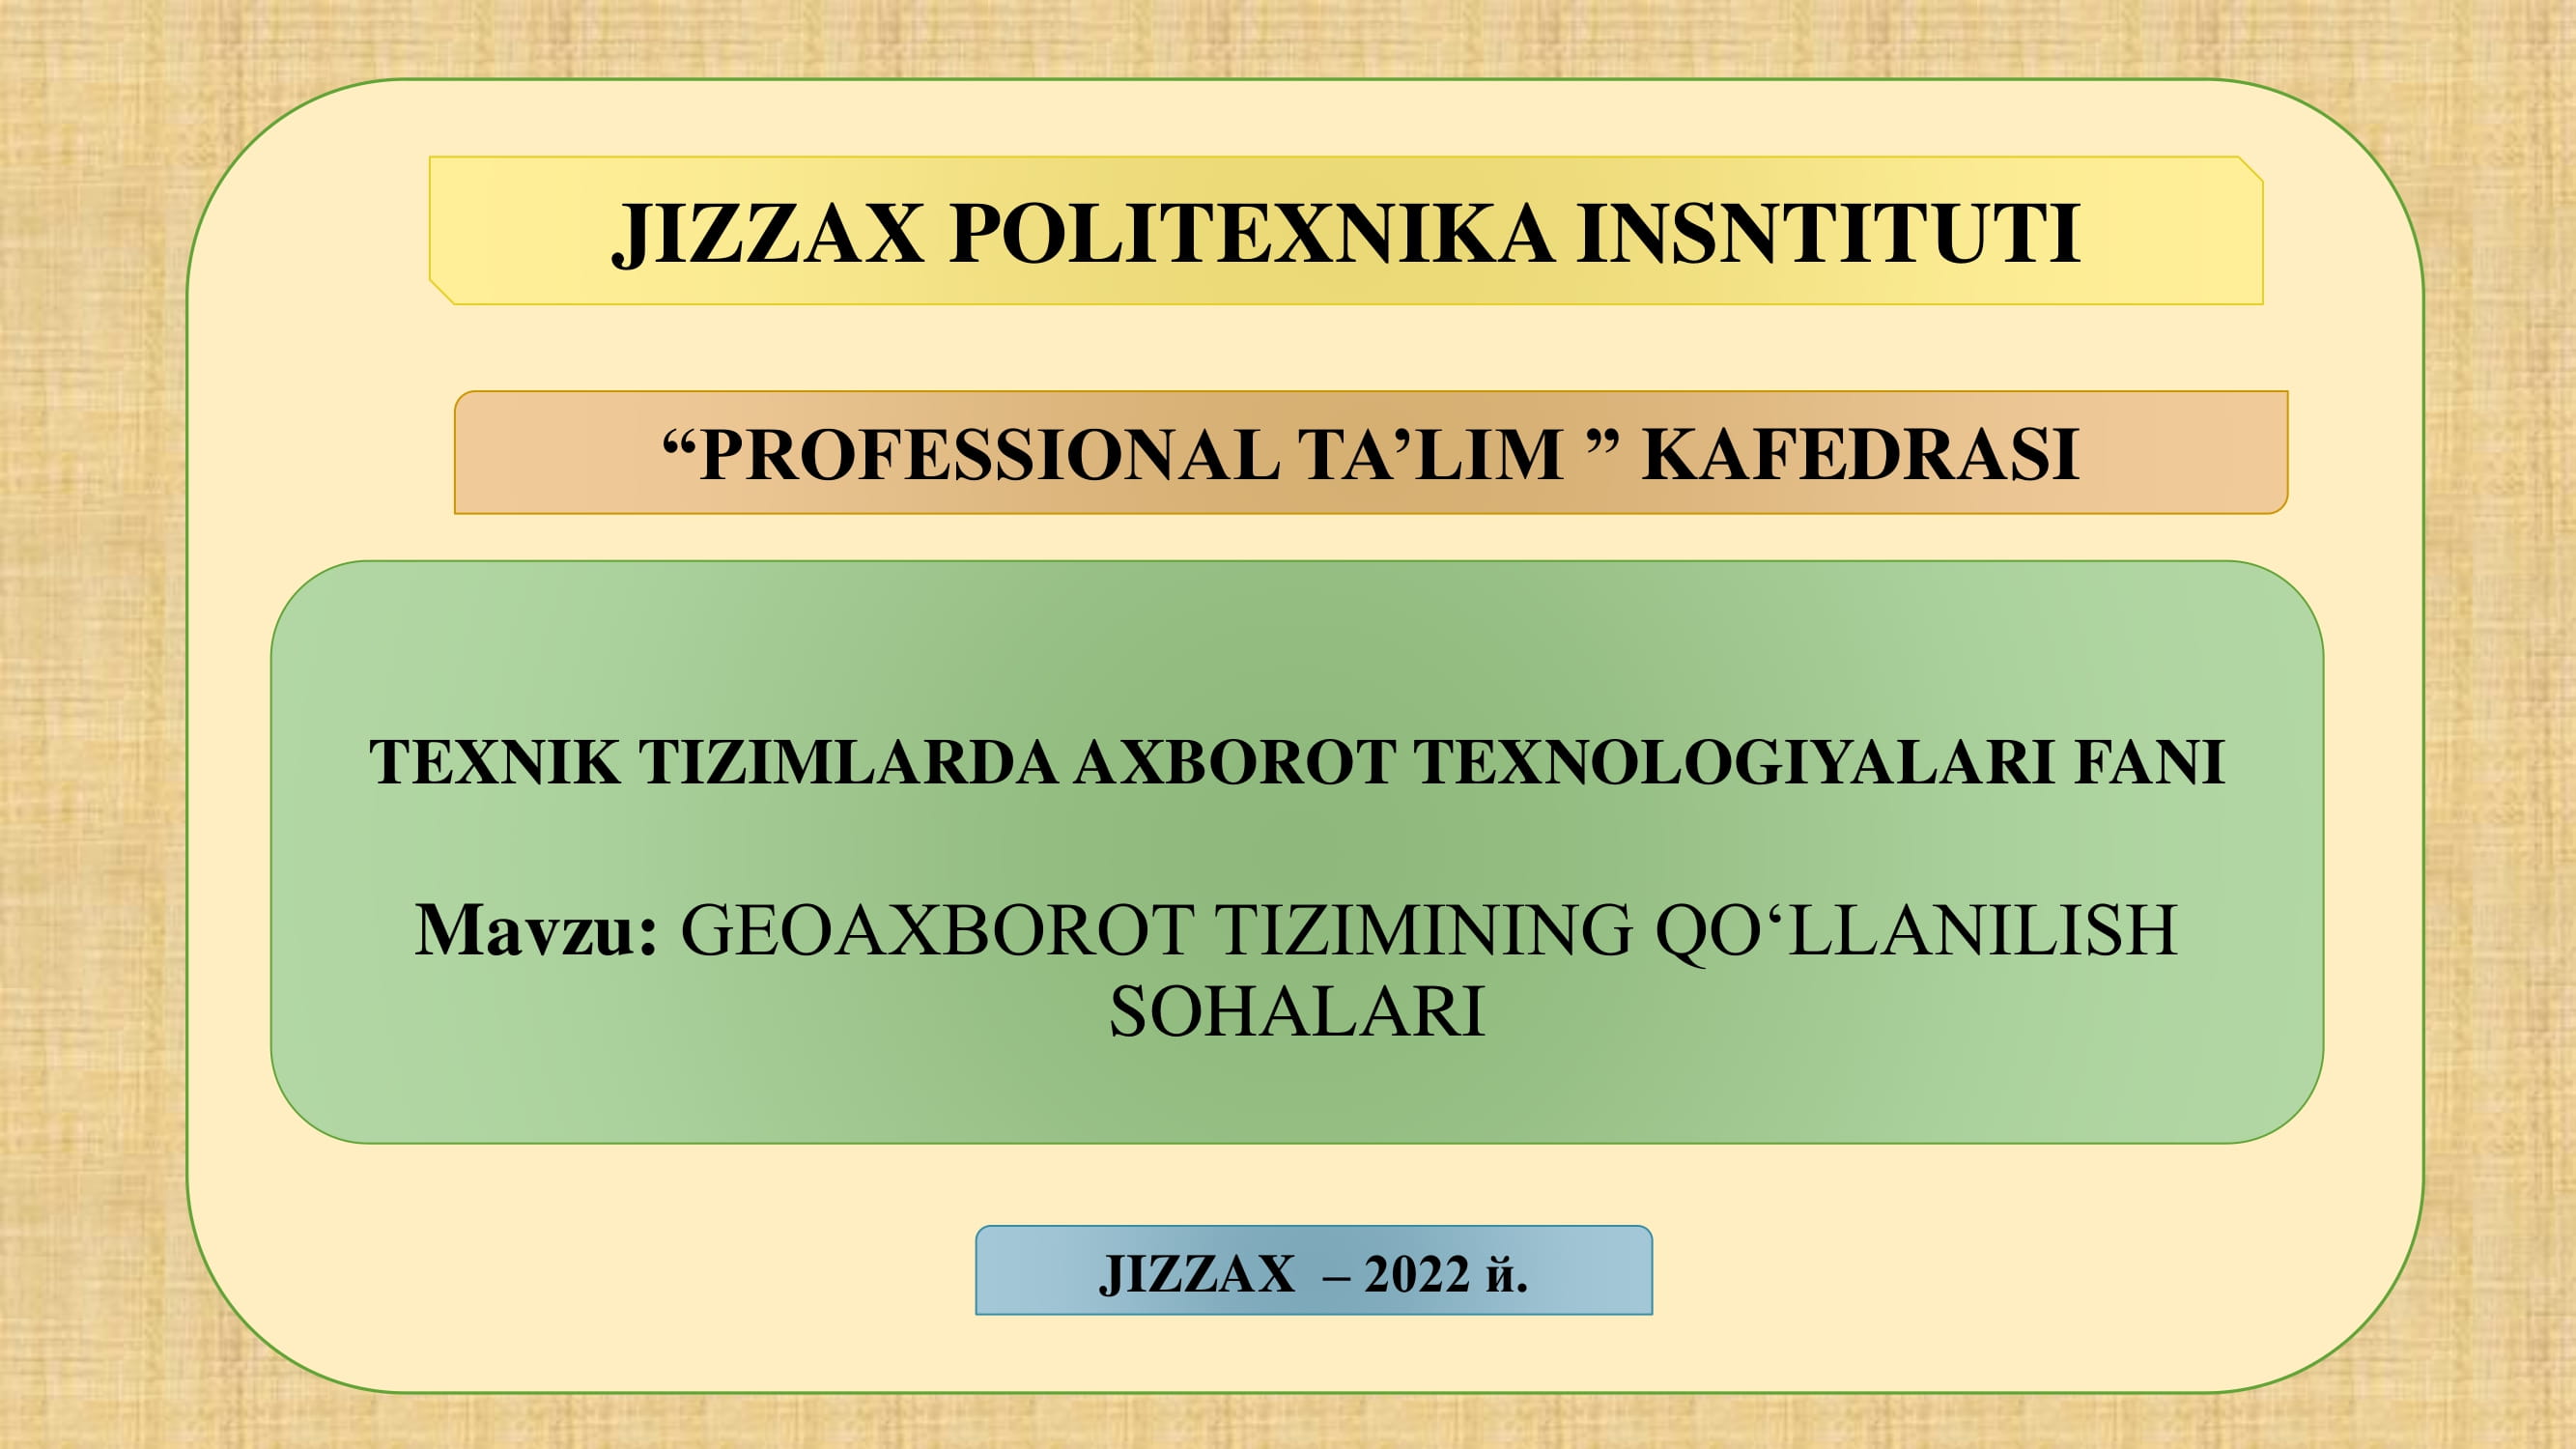 JIZZAX POLITEXNIKA INSNTITUTI
“PROFESSIONAL TA’LIM ” KAFEDRASI
TEXNIK TIZIMLARDA AXBOROT TEXNOLOGIYALARI FANI
Mavzu: GEOAXBOROT TIZIMINING QO‘LLANILISH
SOHALARI
JIZZAX – 2022 й.